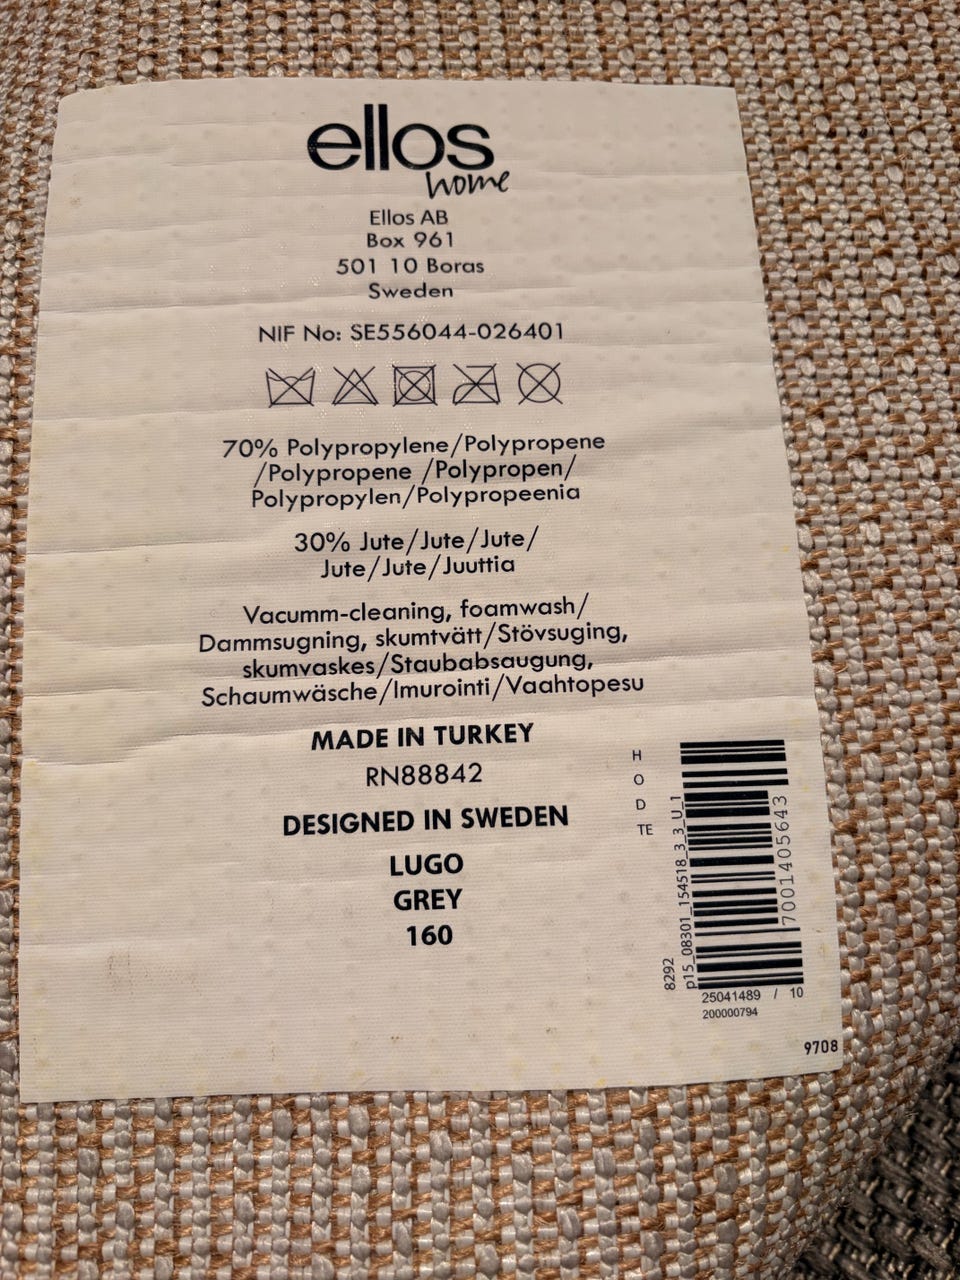 ellos
home
Ellos AB
Box 961
501 10 Boras
Sweden
NIF No: SE556044-026401
70% Polypropylene/Polypropene
/Polypropene /Polypropen/
Polypropylen/Polypropeenia
30% Jute/Jute/Jute/
Jute/Jute/Juuttia
Vacumm-cleaning, foamwash/
Dammsugning, skumtvätt/Stövsuging,
skumvaskes/Staubabsaugung,
Schaumwäsche/Imurointi/Vaahtopesu
MADE IN TURKEY
RN88842
DESIGNED IN SWEDEN
LUGO
GREY
160
H
O
D
TE
8292
p15_08301_154518_3_3_U_1
7001405643
25041489 / 10
200000794
9708